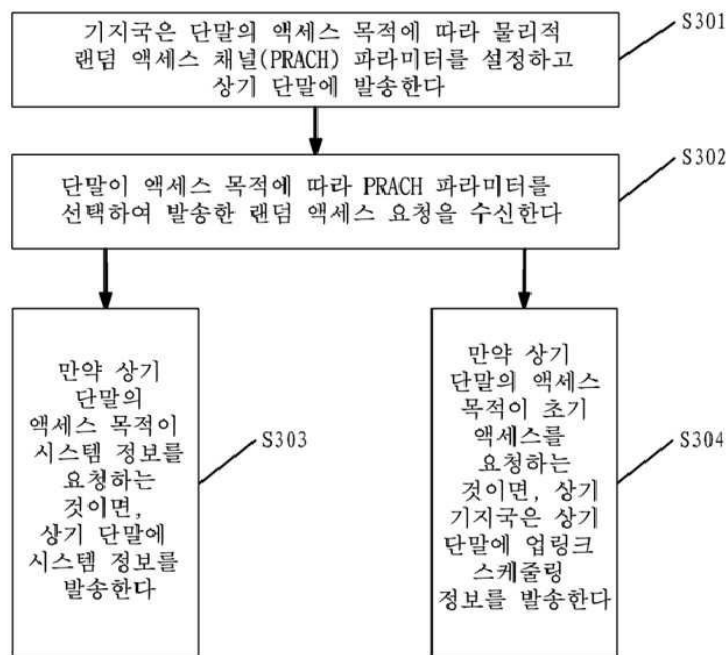 기지국은 단말의 액세스 목적에 따라 물리적
랜덤 액세스 채널(PRACH) 파라미터를 설정하고
상기 단말에 발송한다
S301
단말이 액세스 목적에 따라 PRACH 파라미터를
선택하여 발송한 랜덤 액세스 요청을 수신한다
S302
만약 상기
단말의
액세스 목적이
시스템 정보를
요청하는
것이면,
상기 단말에
시스템 정보를
발송한다
S303
만약 상기
단말의 액세스
목적이 초기
액세스를
요청하는
것이면, 상기
기지국은 상기
단말에 업링크
스케줄링
정보를 발송한다
S304